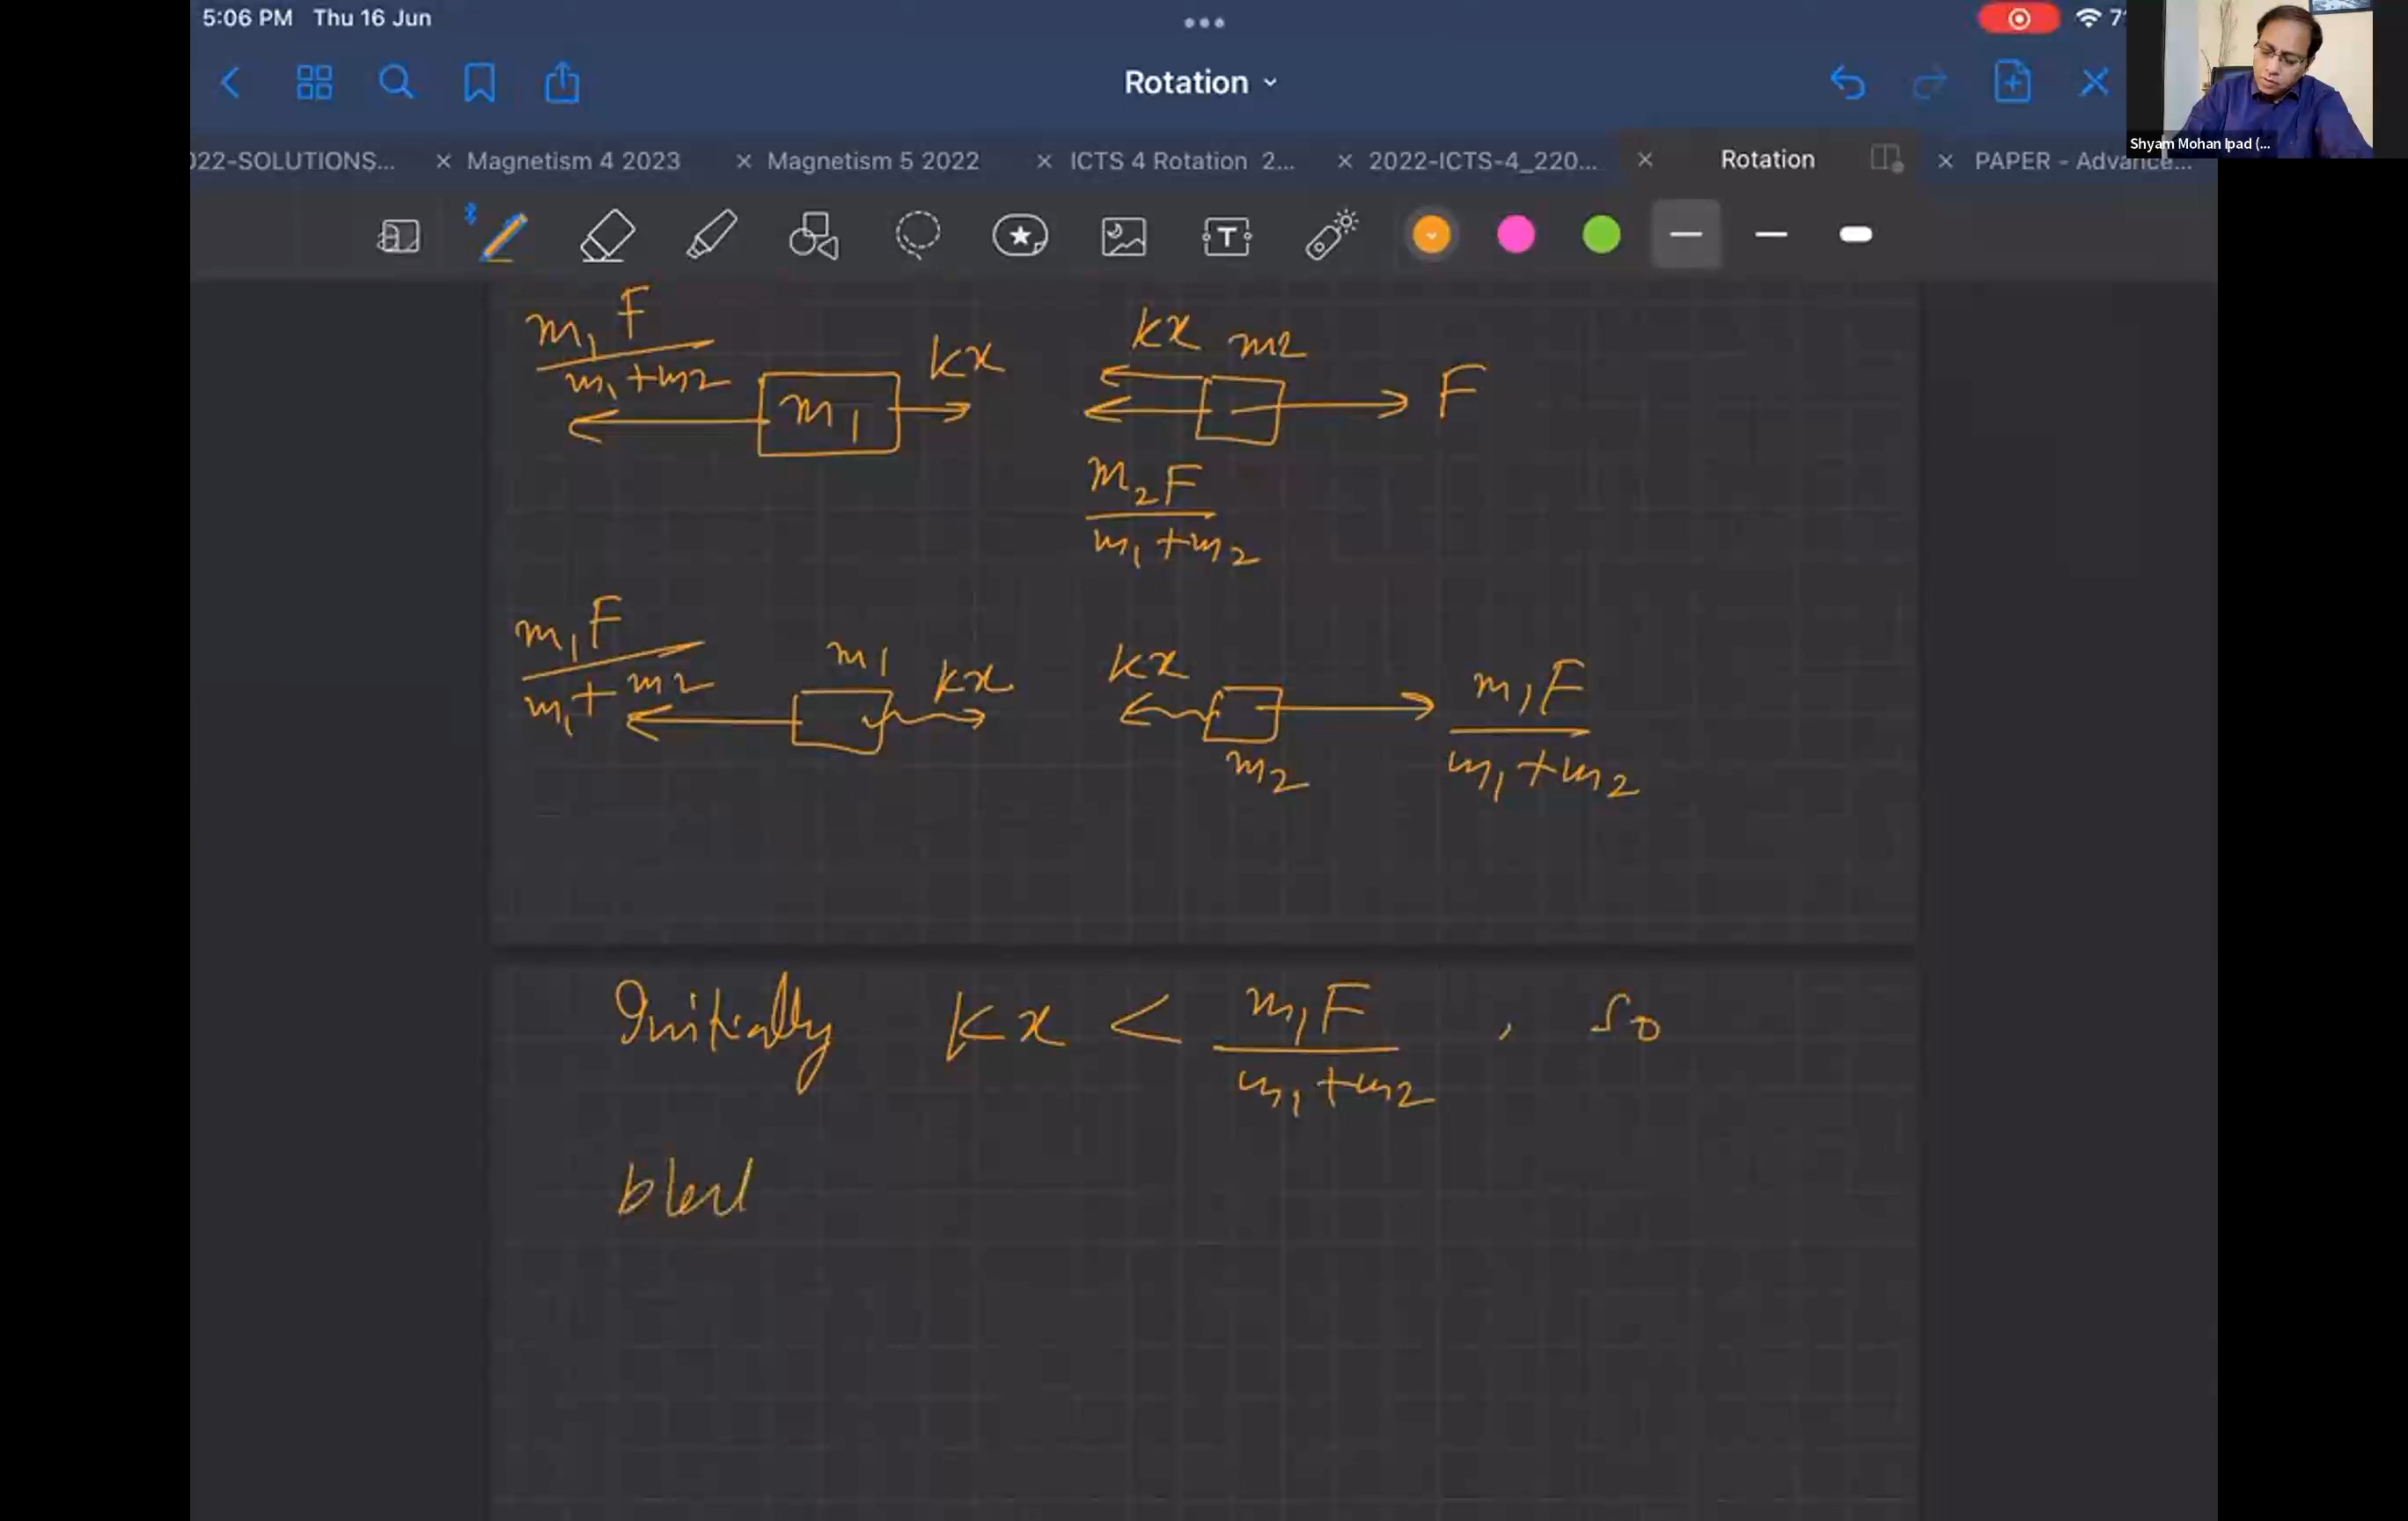 5:06 PM Thu 16 Jun
Rotation
022-SOLUTIONS... Magnetism 4 2023 Magnetism 5 2022 ICTS 4 Rotation 2... 2022-ICTS-4_220... Rotation PAPER - Advance...
Shyam Mohan Ipad (...
T
m₁F
m₁+m2
m₁
kx
kx
m2
F
m₂F
m₁+m₂
m₁F
m₁+m2
m₁
kx
kx
m₂
m₁F
m₁+m₂
Initially kx < m₁F , so
m₁+m2